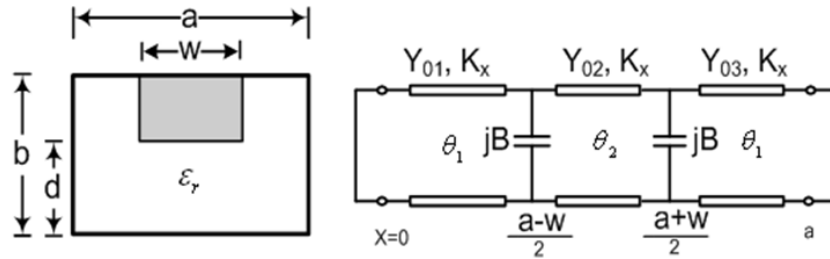 a
w
b
d
εᵣ
Y₀₁, Kₓ
Y₀₂, Kₓ
Y₀₃, Kₓ
θ₁
jB
θ₂
jB
θ₁
X=0
a-w
2
a+w
2
a